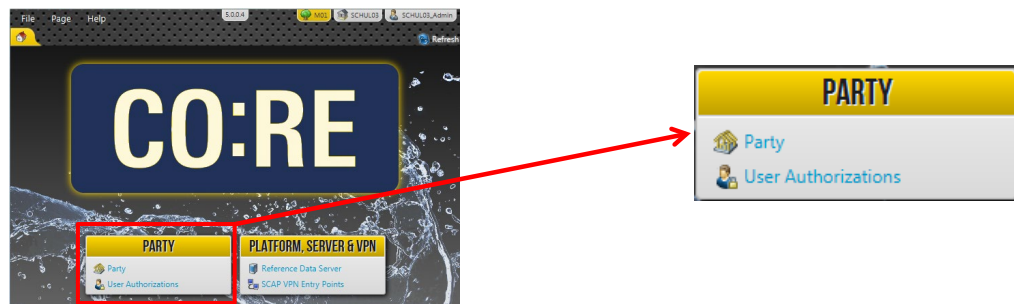 File Page Help 5.0.0.4 M01 SCHUL03 SCHUL03_Admin
Refresh
CO:RE
PARTY
Party
User Authorizations
PLATFORM, SERVER & VPN
Reference Data Server
SCAP VPN Entry Points
PARTY
Party
User Authorizations